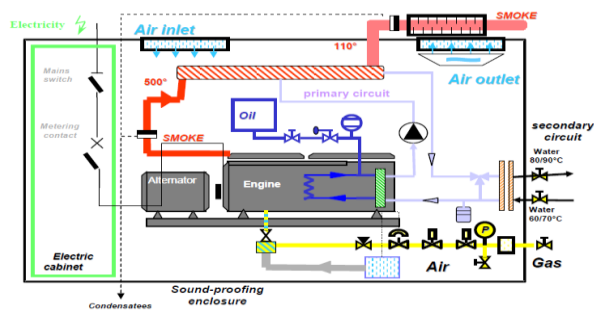 Electricity
Air inlet
SMOKE
110°
Air outlet
500°
Mains
switch
primary circuit
Oil
Metering
contact
SMOKE
secondary
circuit
Water
80/90°C
Alternator
Engine
Water
60/70°C
P
Electric
cabinet
Air
Gas
Sound-proofing
enclosure
Condensatees